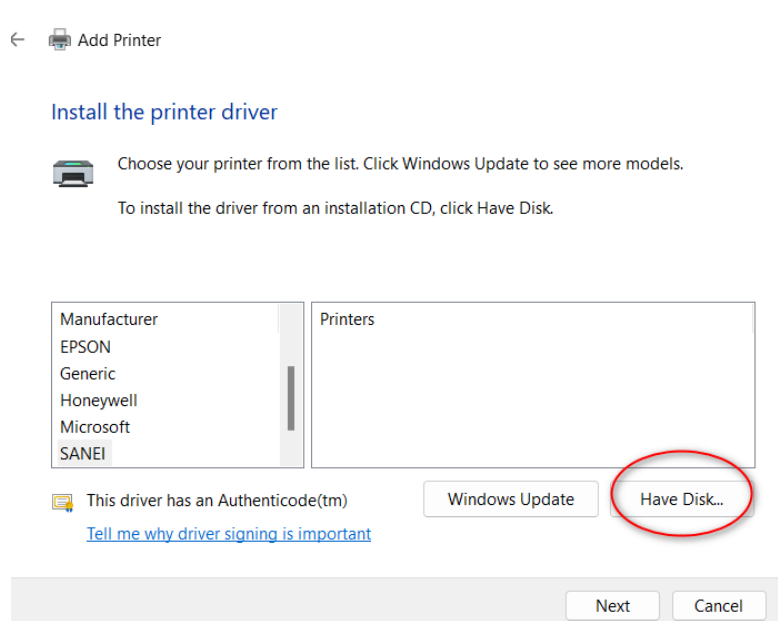 Add Printer
Install the printer driver
Choose your printer from the list. Click Windows Update to see more models.
To install the driver from an installation CD, click Have Disk.
Manufacturer
EPSON
Generic
Honeywell
Microsoft
SANEI
Printers
This driver has an Authenticode(tm)
Tell me why driver signing is important
Windows Update
Have Disk...
Next
Cancel